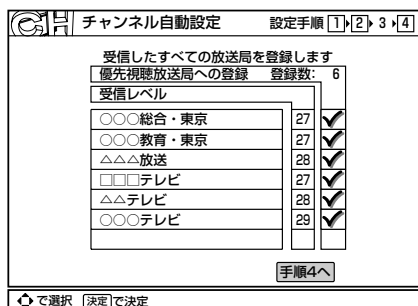 CH チャンネル自動設定 設定手順 1 2 3 4
受信したすべての放送局を登録します
優先視聴放送局への登録 登録数: 6
受信レベル
○○○総合・東京 27 ✓
○○○教育・東京 27 ✓
△△△放送 28 ✓
□□□テレビ 27 ✓
△△テレビ 28 ✓
○○○テレビ 29 ✓
手順4へ
で選択 決定で決定